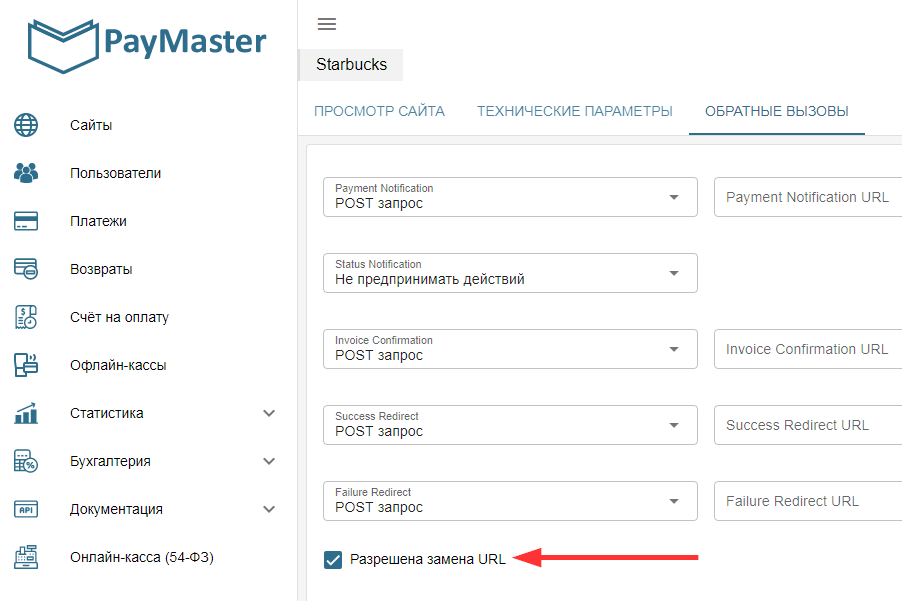 PayMaster
Starbucks
ПРОСМОТР САЙТА ТЕХНИЧЕСКИЕ ПАРАМЕТРЫ ОБРАТНЫЕ ВЫЗОВЫ
Сайты
Пользователи
Платежи
Возвраты
Счёт на оплату
Офлайн-кассы
Статистика
Бухгалтерия
API
Документация
Онлайн-касса (54-ФЗ)
Payment Notification
POST запрос
Payment Notification URL
Status Notification
Не предпринимать действий
Invoice Confirmation
POST запрос
Invoice Confirmation URL
Success Redirect
POST запрос
Success Redirect URL
Failure Redirect
POST запрос
Failure Redirect URL
Разрешена замена URL